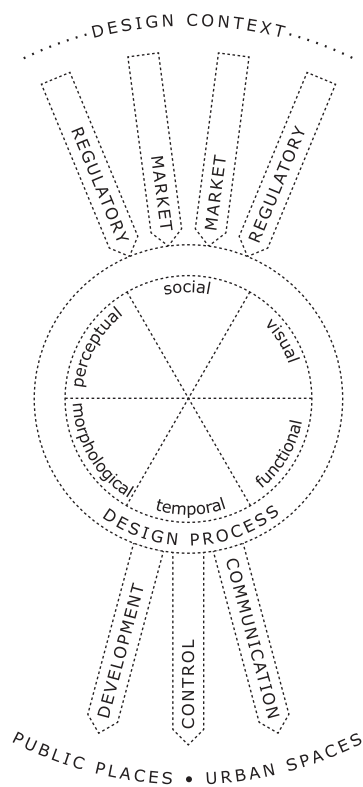 DESIGN CONTEXT
REGULATORY
MARKET
MARKET
REGULATORY
social
perceptual
visual
morphological
functional
temporal
DESIGN PROCESS
DEVELOPMENT
CONTROL
COMMUNICATION
PUBLIC PLACES • URBAN SPACES